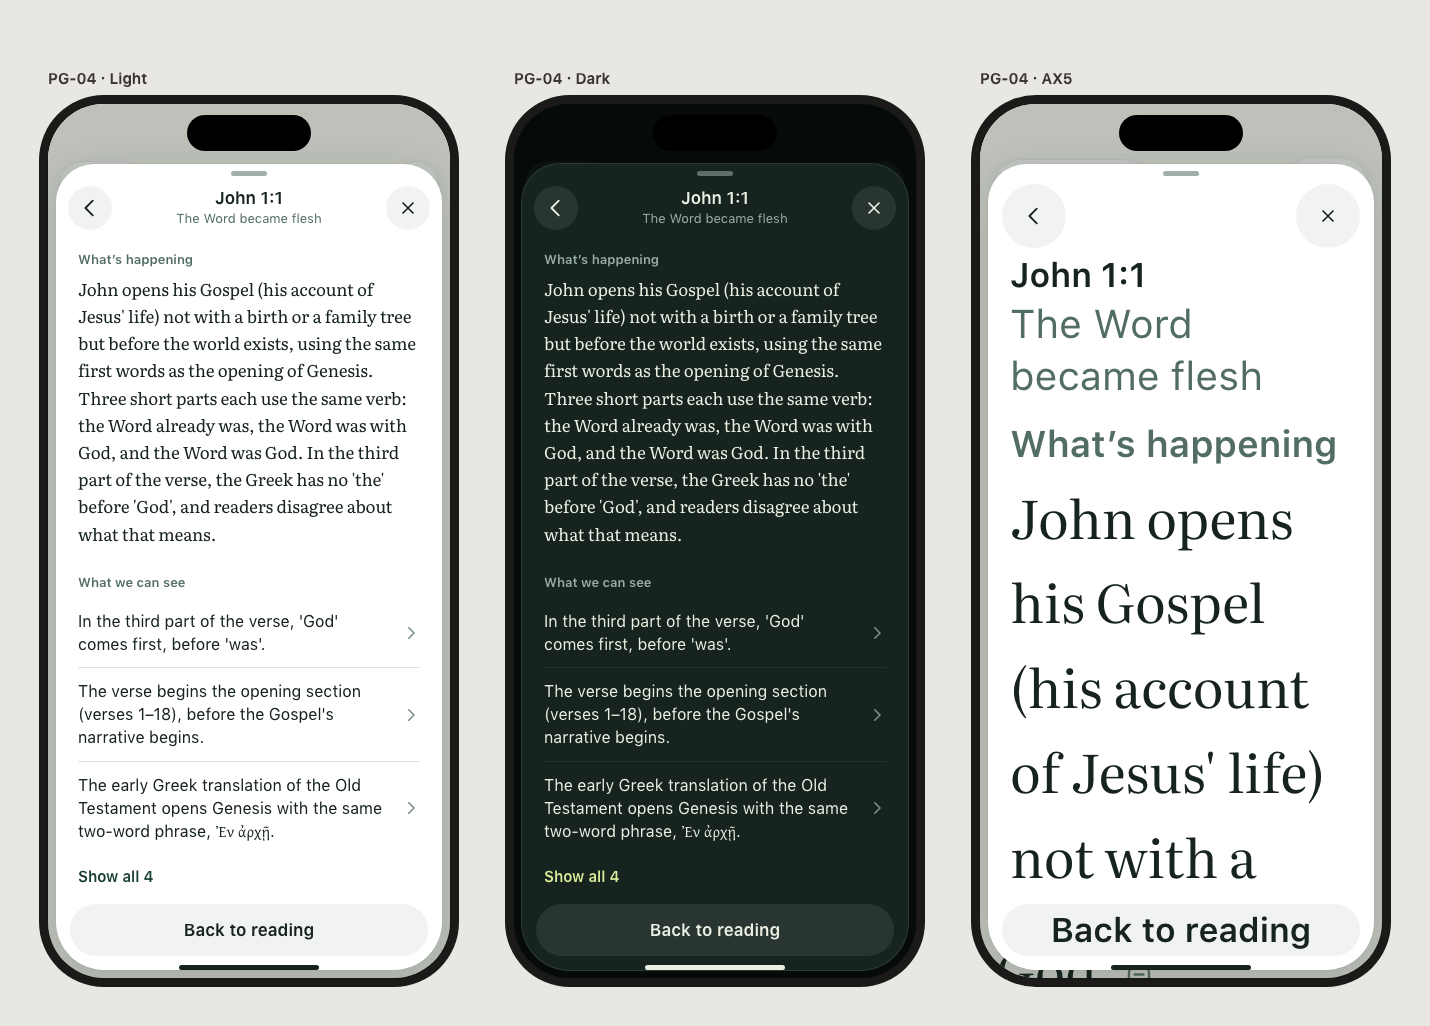 PG-04 · Light
John 1:1
The Word became flesh
What’s happening
John opens his Gospel (his account of
Jesus' life) not with a birth or a family tree
but before the world exists, using the same
first words as the opening of Genesis.
Three short parts each use the same verb:
the Word already was, the Word was with
God, and the Word was God. In the third
part of the verse, the Greek has no 'the'
before 'God', and readers disagree about
what that means.
What we can see
In the third part of the verse, 'God'
comes first, before 'was'.
The verse begins the opening section
(verses 1–18), before the Gospel's
narrative begins.
The early Greek translation of the Old
Testament opens Genesis with the same
two-word phrase, Ἐν ἀρχῇ.
Show all 4
Back to reading
PG-04 · Dark
John 1:1
The Word became flesh
What’s happening
John opens his Gospel (his account of
Jesus' life) not with a birth or a family tree
but before the world exists, using the same
first words as the opening of Genesis.
Three short parts each use the same verb:
the Word already was, the Word was with
God, and the Word was God. In the third
part of the verse, the Greek has no 'the'
before 'God', and readers disagree about
what that means.
What we can see
In the third part of the verse, 'God'
comes first, before 'was'.
The verse begins the opening section
(verses 1–18), before the Gospel's
narrative begins.
The early Greek translation of the Old
Testament opens Genesis with the same
two-word phrase, Ἐν ἀρχῇ.
Show all 4
Back to reading
PG-04 · AX5
John 1:1
The Word
became flesh
What’s happening
John opens
his Gospel
(his account
of Jesus' life)
not with a
Back to reading